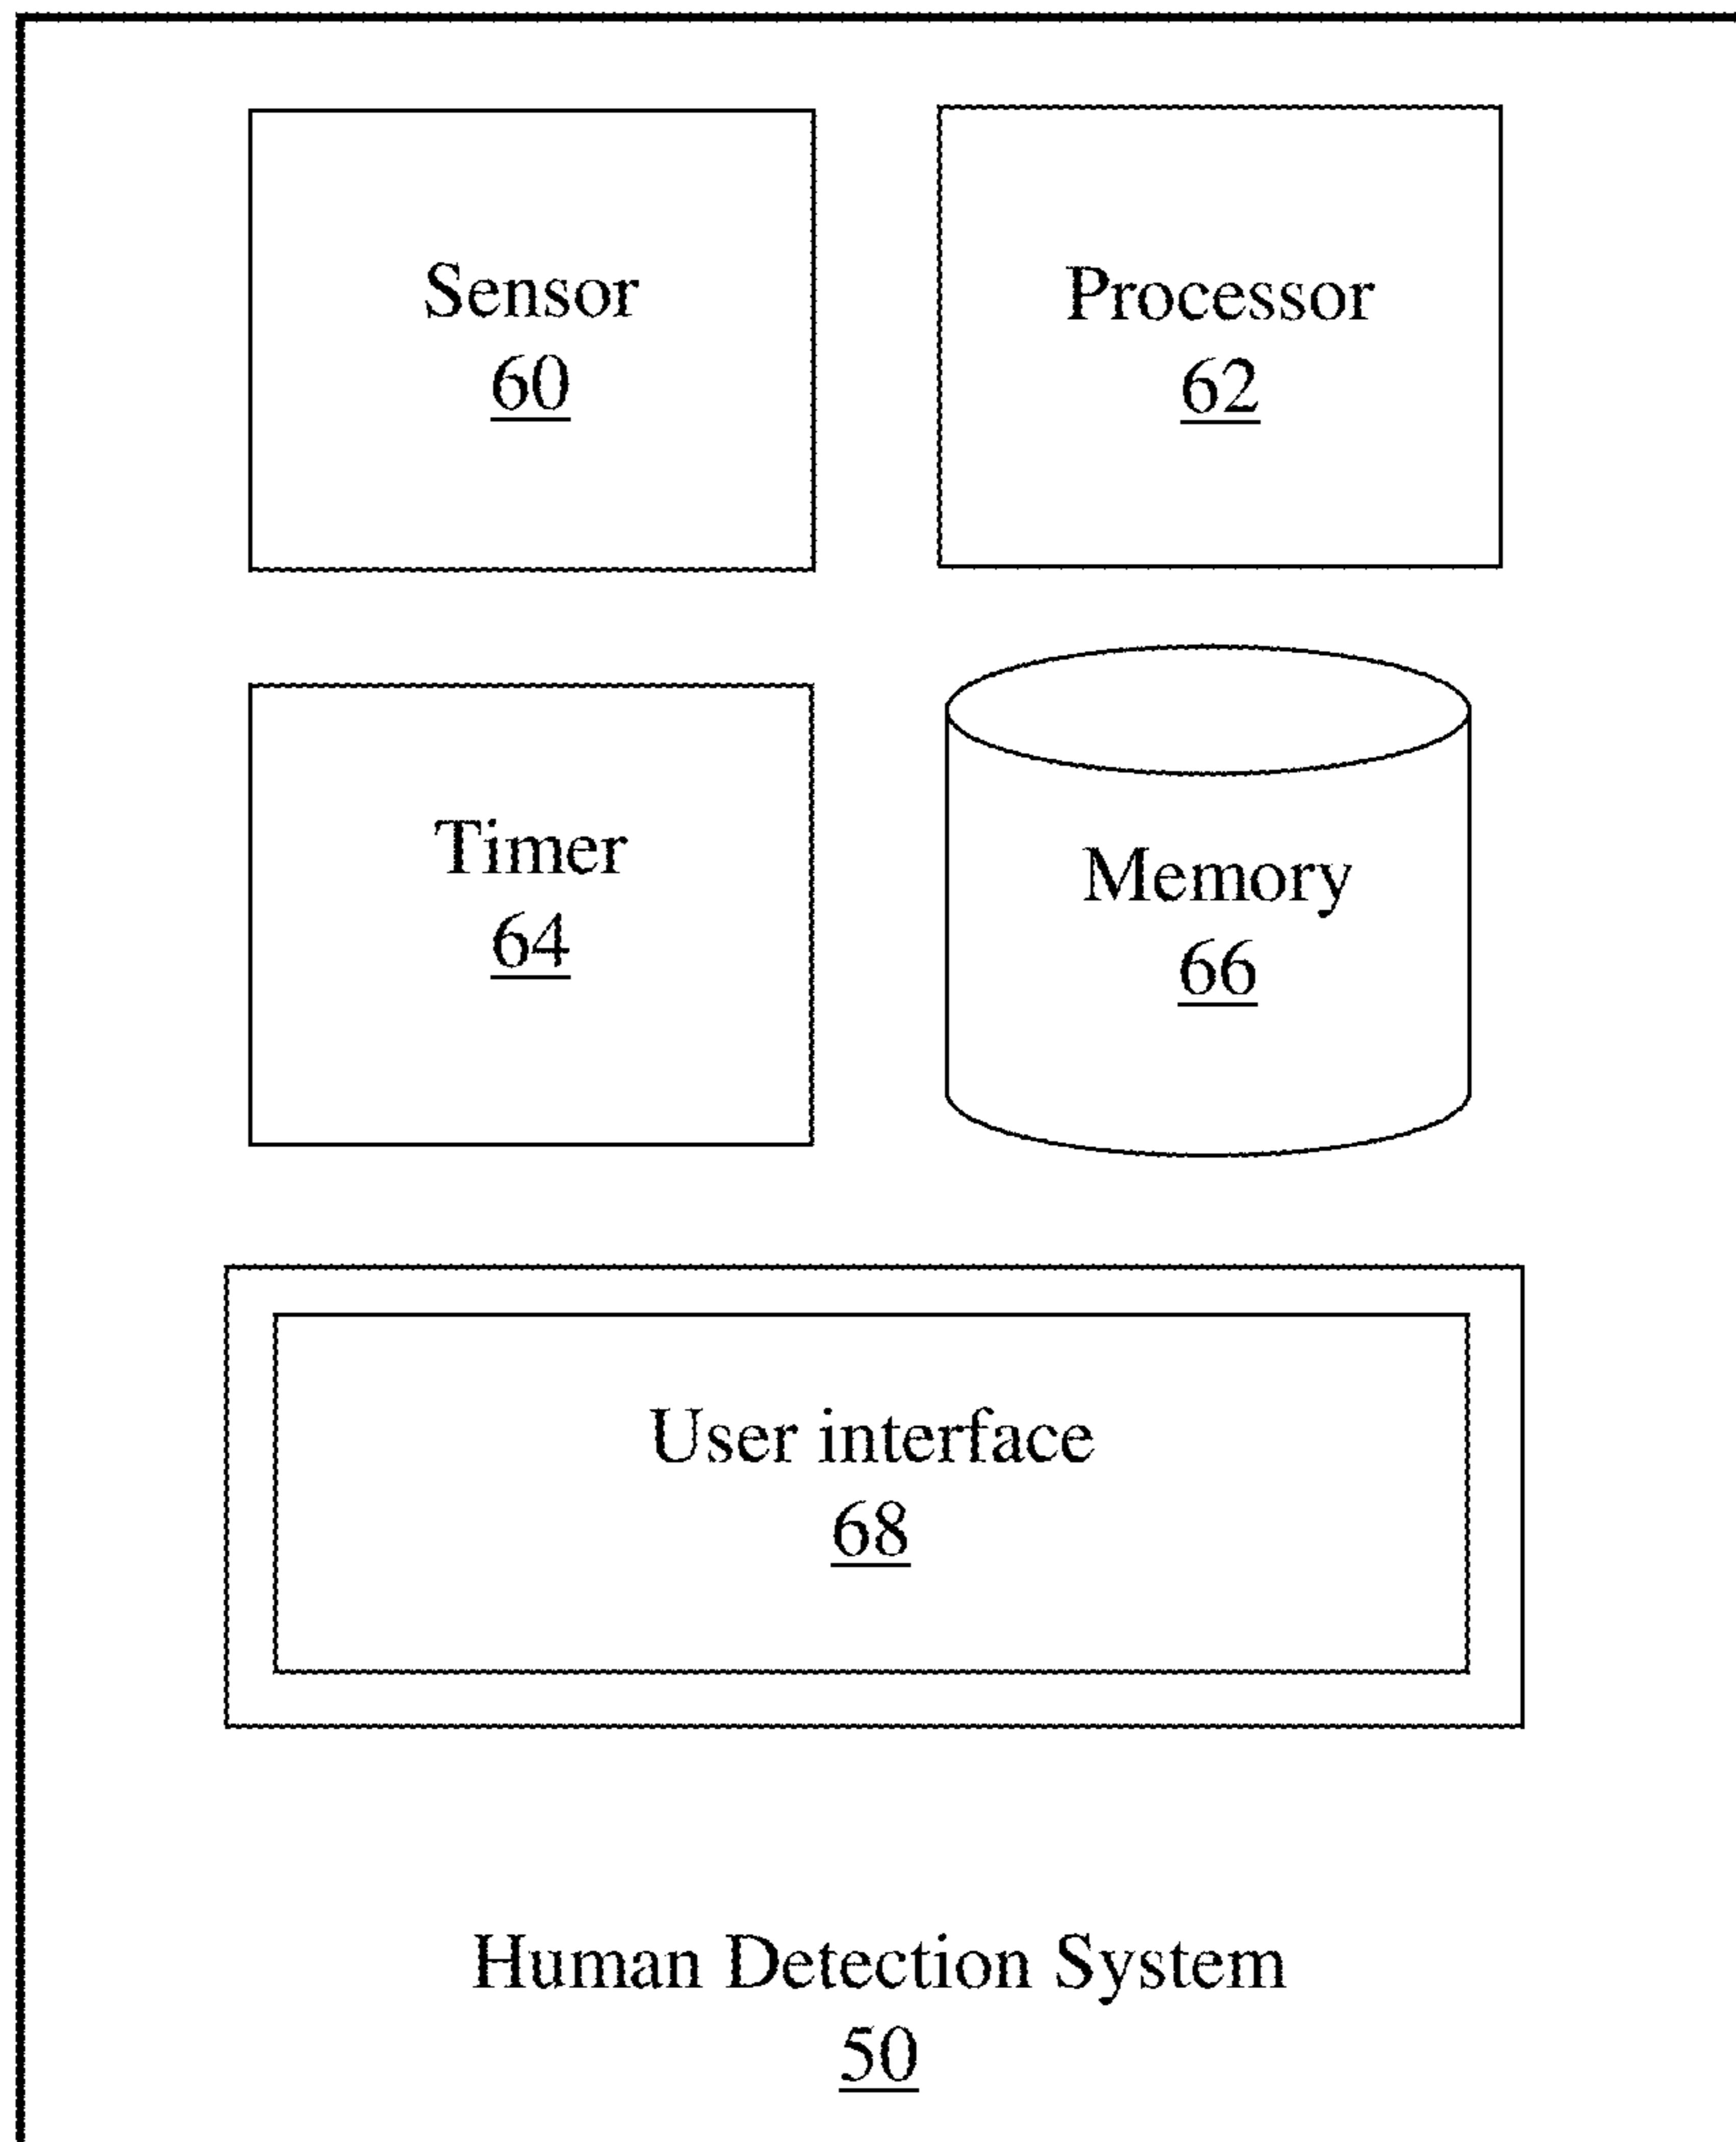 Sensor
60
Processor
62
Timer
64
Memory
66
User interface
68
Human Detection System
50